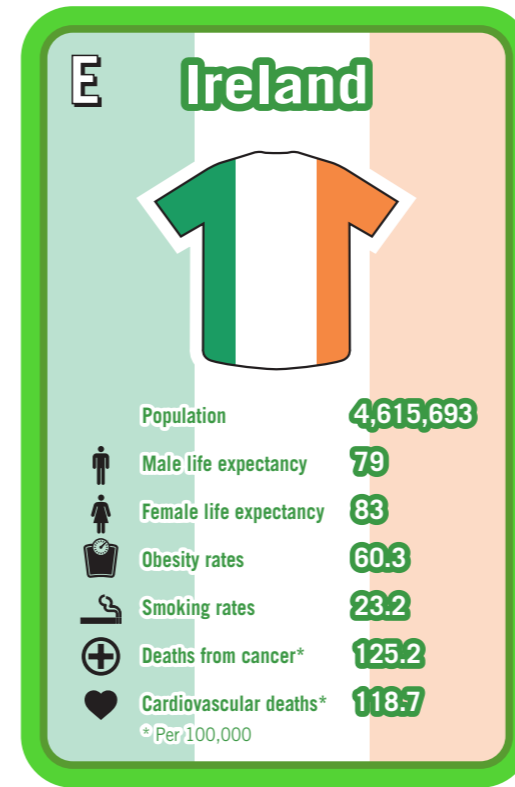 E Ireland
Population 4,615,693
Male life expectancy 79
Female life expectancy 83
Obesity rates 60.3
Smoking rates 23.2
Deaths from cancer* 125.2
Cardiovascular deaths* 118.7
* Per 100,000